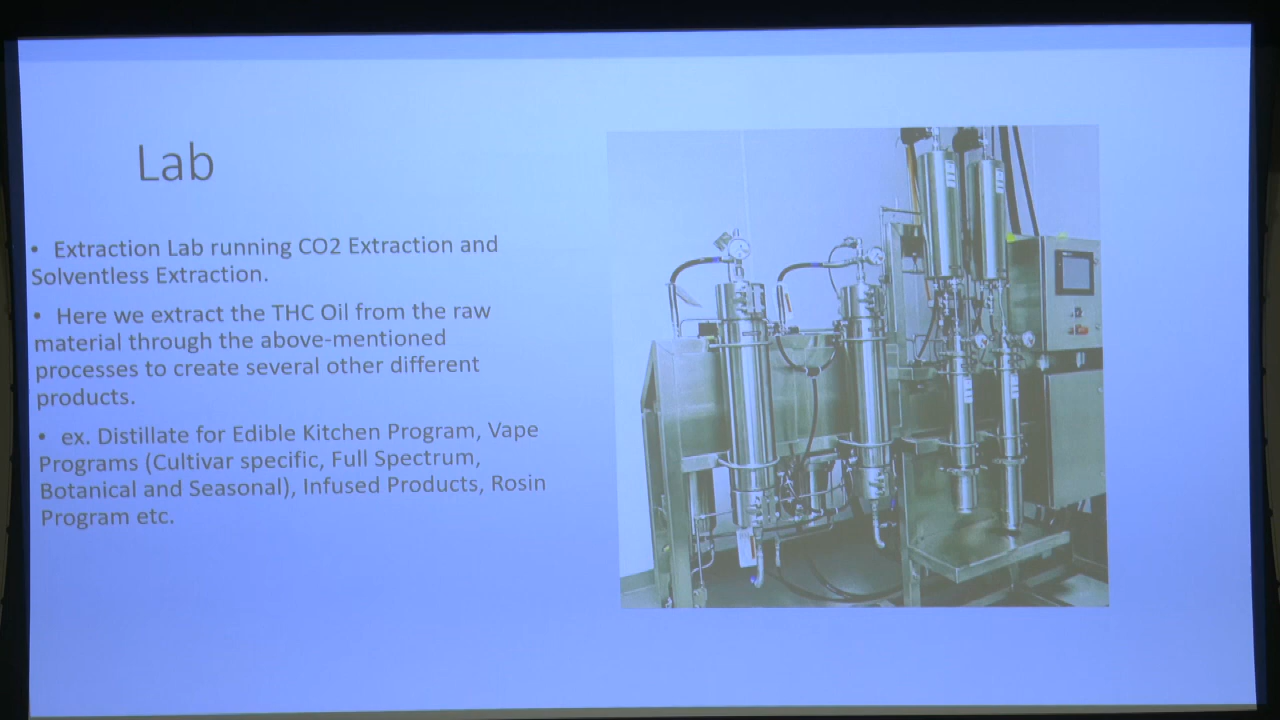 Lab
• Extraction Lab running CO2 Extraction and
Solventless Extraction.
• Here we extract the THC Oil from the raw
material through the above-mentioned
processes to create several other different
products.
• ex. Distillate for Edible Kitchen Program, Vape
Programs (Cultivar specific, Full Spectrum,
Botanical and Seasonal), Infused Products, Rosin
Program etc.